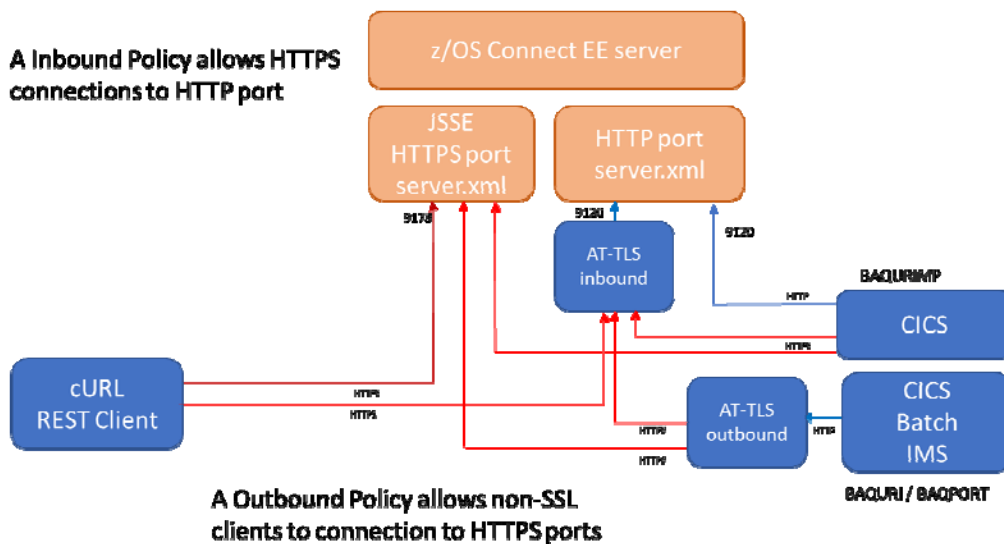 z/OS Connect EE server
A Inbound Policy allows HTTPS
connections to HTTP port
JSSE
HTTPS port
server.xml
HTTP port
server.xml
9178
9120
9120
AT-TLS
inbound
BAQURIMP
HTTP
CICS
HTTPS
cURL
REST Client
HTTPS
HTTPS
AT-TLS
outbound
HTTPS
HTTPS
HTTP
CICS
Batch
IMS
BAQURI / BAQPORT
A Outbound Policy allows non-SSL
clients to connection to HTTPS ports